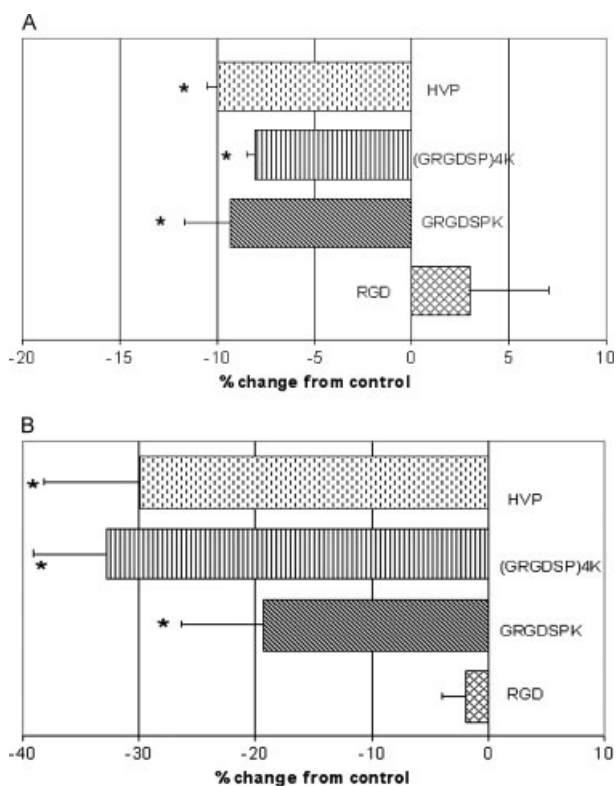 A
* HVP
* (GRGDSP)4K
* GRGDSPK
RGD
-20 -15 -10 -5 0 5 10
% change from control
B
* HVP
* (GRGDSP)4K
* GRGDSPK
RGD
-40 -30 -20 -10 0 10
% change from control